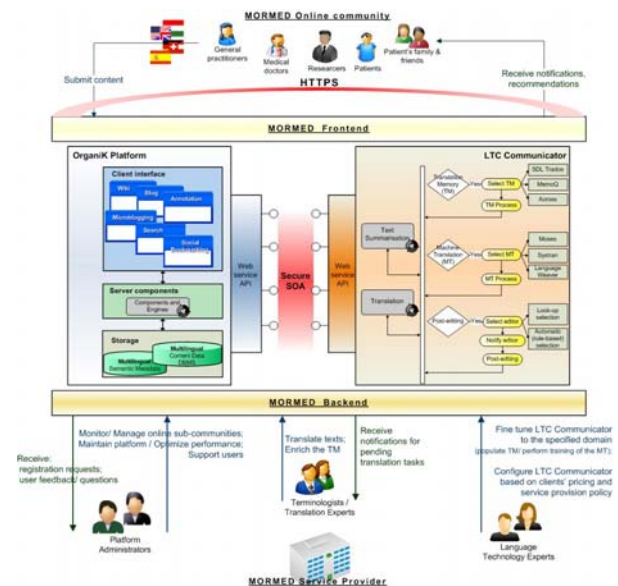 MORMED Online community
General
practitioners
Medical
doctors
Researcers
Patients
Patient's family &
friends
Submit content
Receive notifications,
recommendations
HTTPS
MORMED Frontend
OrganiK Platform
Client interface
Wiki
Blog
Annotation
Microblogging
Search
Social
Bookmarking
Server components
Components and
Engines
Storage
Multilingual
Semantic Metadata
Multilingual
Content Data
DBMS
Web
service
API
Secure
SOA
Web
service
API
LTC Communicator
Text
Summarisation
Translation
Translation
Memory
(TM)
Yes
Select TM
TM Process
SDL Trados
MemoQ
Across
Machine
Translation
(MT)
Yes
Select MT
MT Process
Moses
Systran
Language
Weaver
Post-editing
Yes
Select editor
Notify editor
Post-editing
Look-up
selection
Automatic
(rule-based)
selection
MORMED Backend
Monitor/ Manage online sub-communities;
Maintain platform / Optimize performance;
Support users
Receive:
registration requests;
user feedback/ questions
Platform
Administrators
Translate texts;
Enrich the TM
Receive
notifications for
pending
translation tasks
Terminologists /
Translation Experts
Fine tune LTC Communicator
to the specified domain
(populate TM/ perform training of the MT);
Configure LTC Communicator
based on clients' pricing and
service provision policy
Language
Technology Experts
MORMED Service Provider